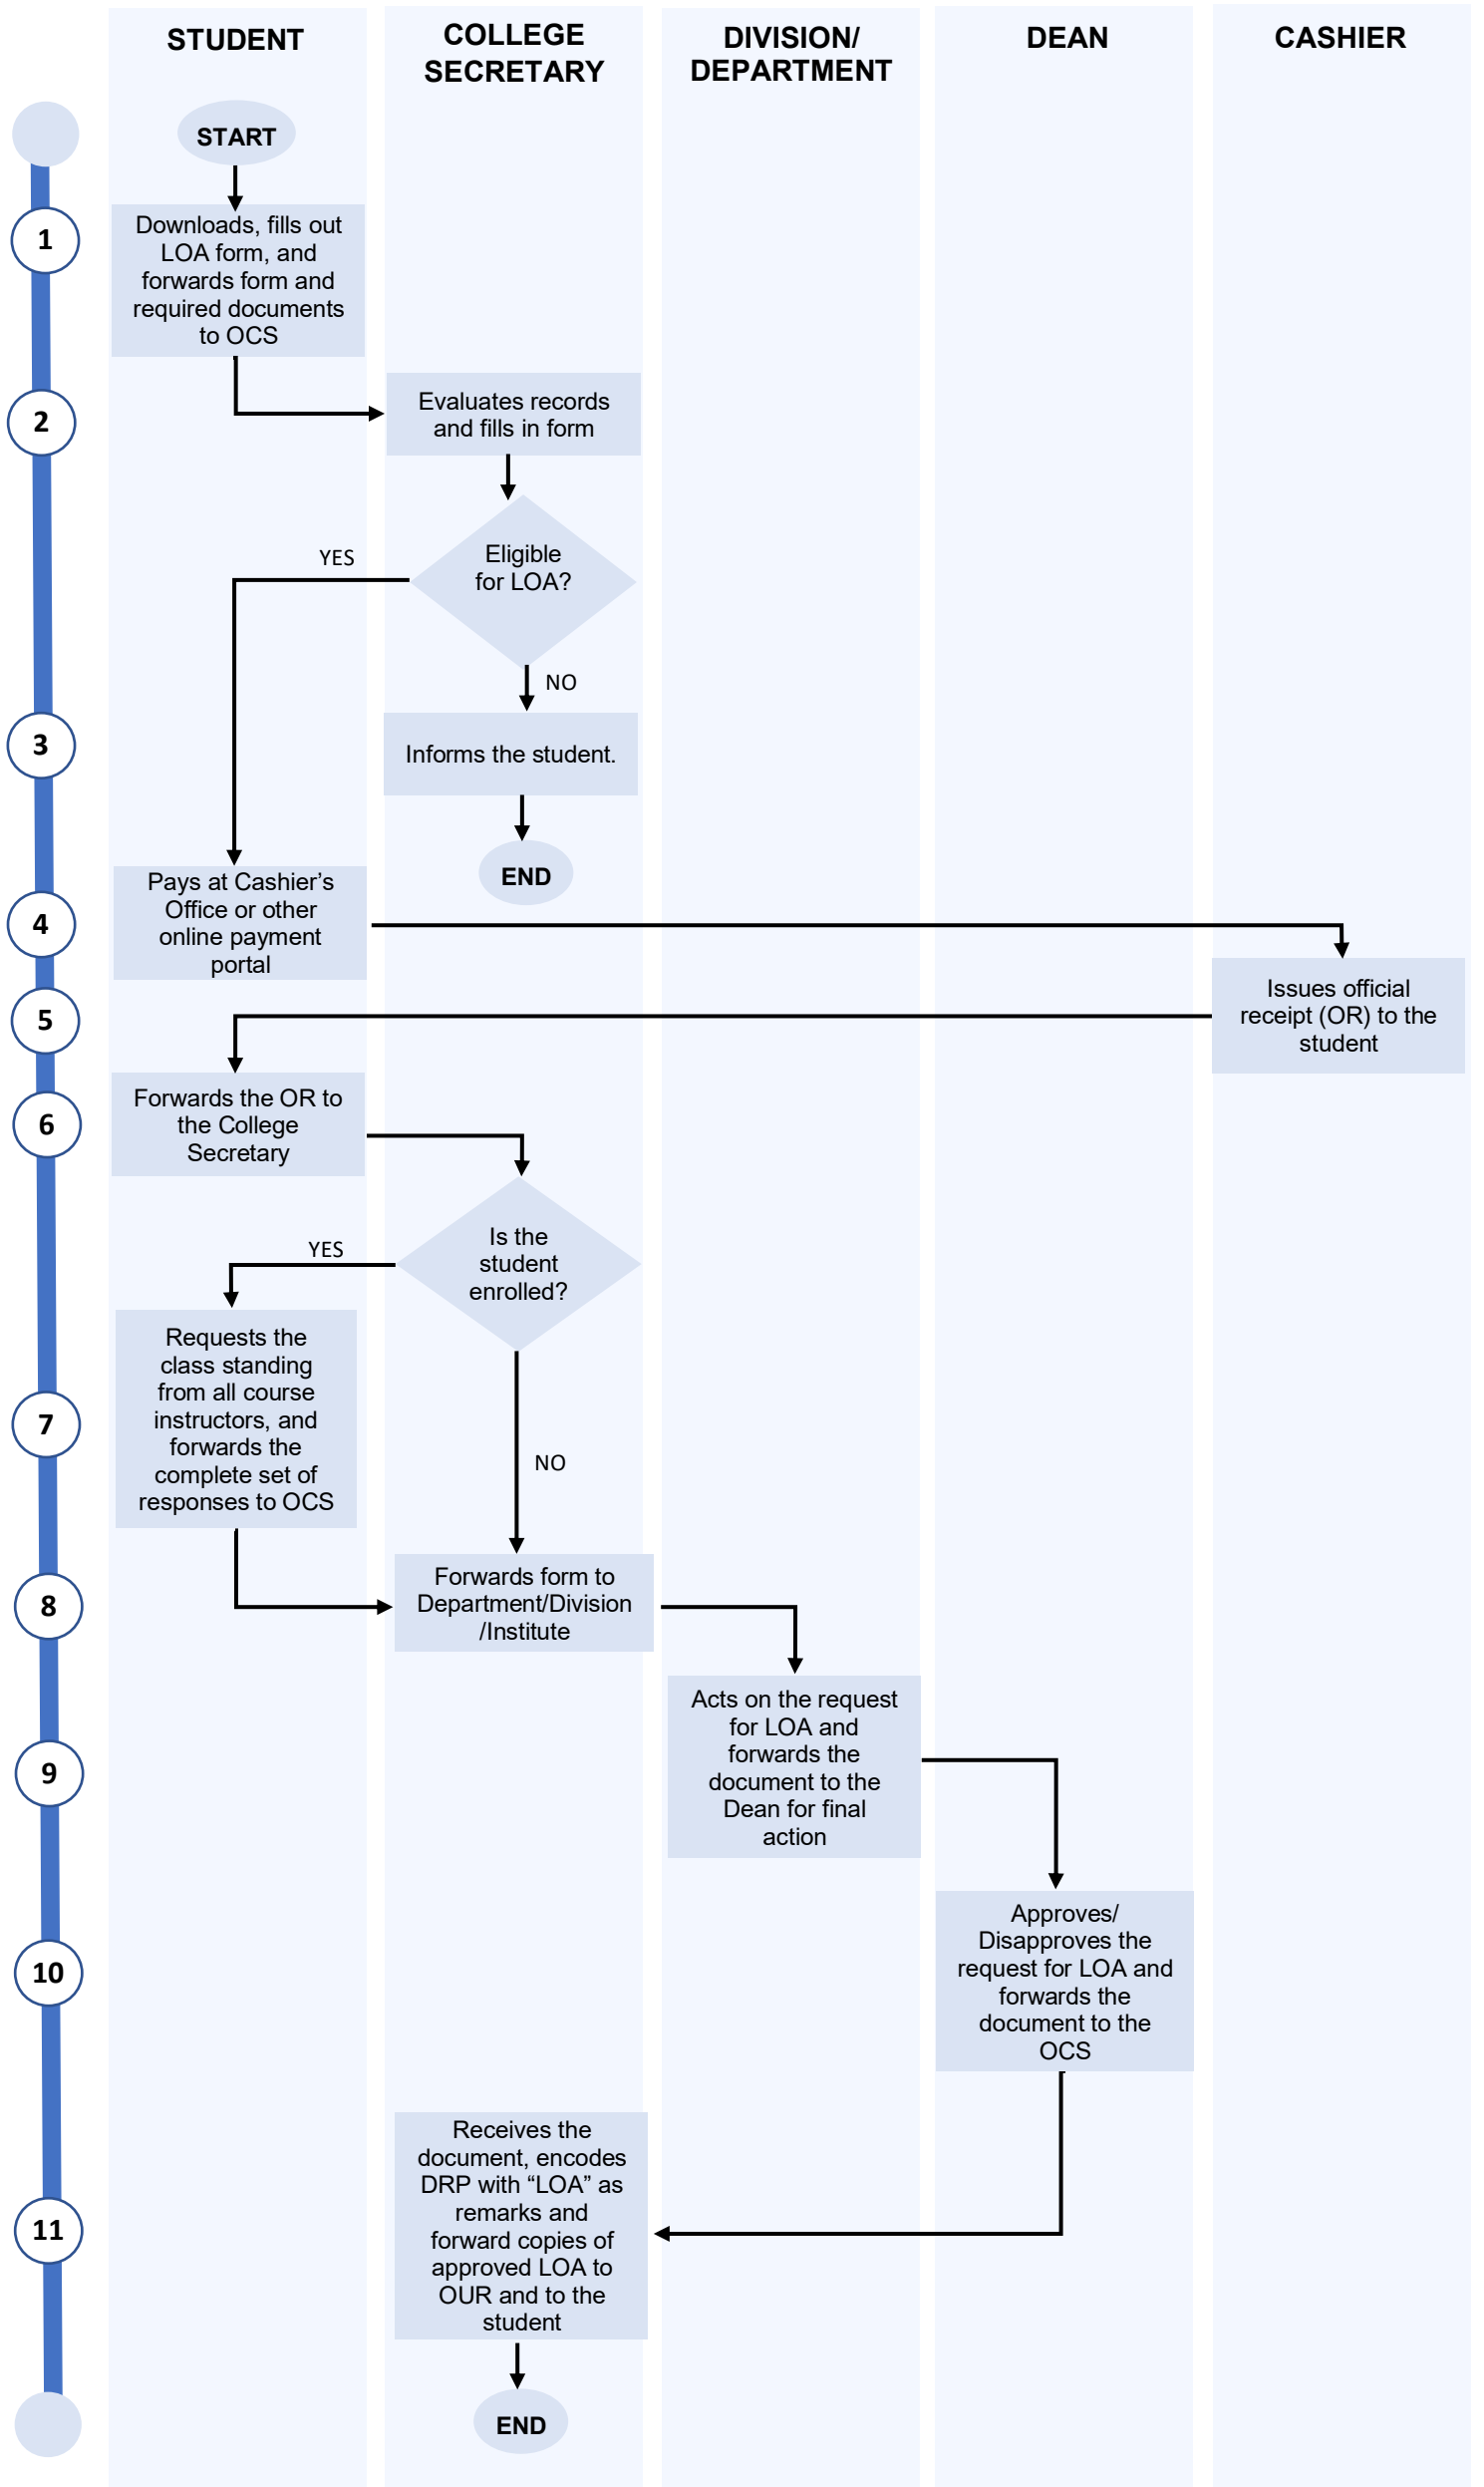 STUDENT
COLLEGE
SECRETARY
DIVISION/
DEPARTMENT
DEAN
CASHIER
START
1
Downloads, fills out
LOA form, and
forwards form and
required documents
to OCS
2
Evaluates records
and fills in form
Eligible
for LOA?
YES
NO
3
Informs the student.
END
4
Pays at Cashier’s
Office or other
online payment
portal
5
Issues official
receipt (OR) to the
student
6
Forwards the OR to
the College
Secretary
Is the
student
enrolled?
YES
7
Requests the
class standing
from all course
instructors, and
forwards the
complete set of
responses to OCS
NO
8
Forwards form to
Department/Division
/Institute
9
Acts on the request
for LOA and
forwards the
document to the
Dean for final
action
10
Approves/
Disapproves the
request for LOA and
forwards the
document to the
OCS
11
Receives the
document, encodes
DRP with “LOA” as
remarks and
forward copies of
approved LOA to
OUR and to the
student
END